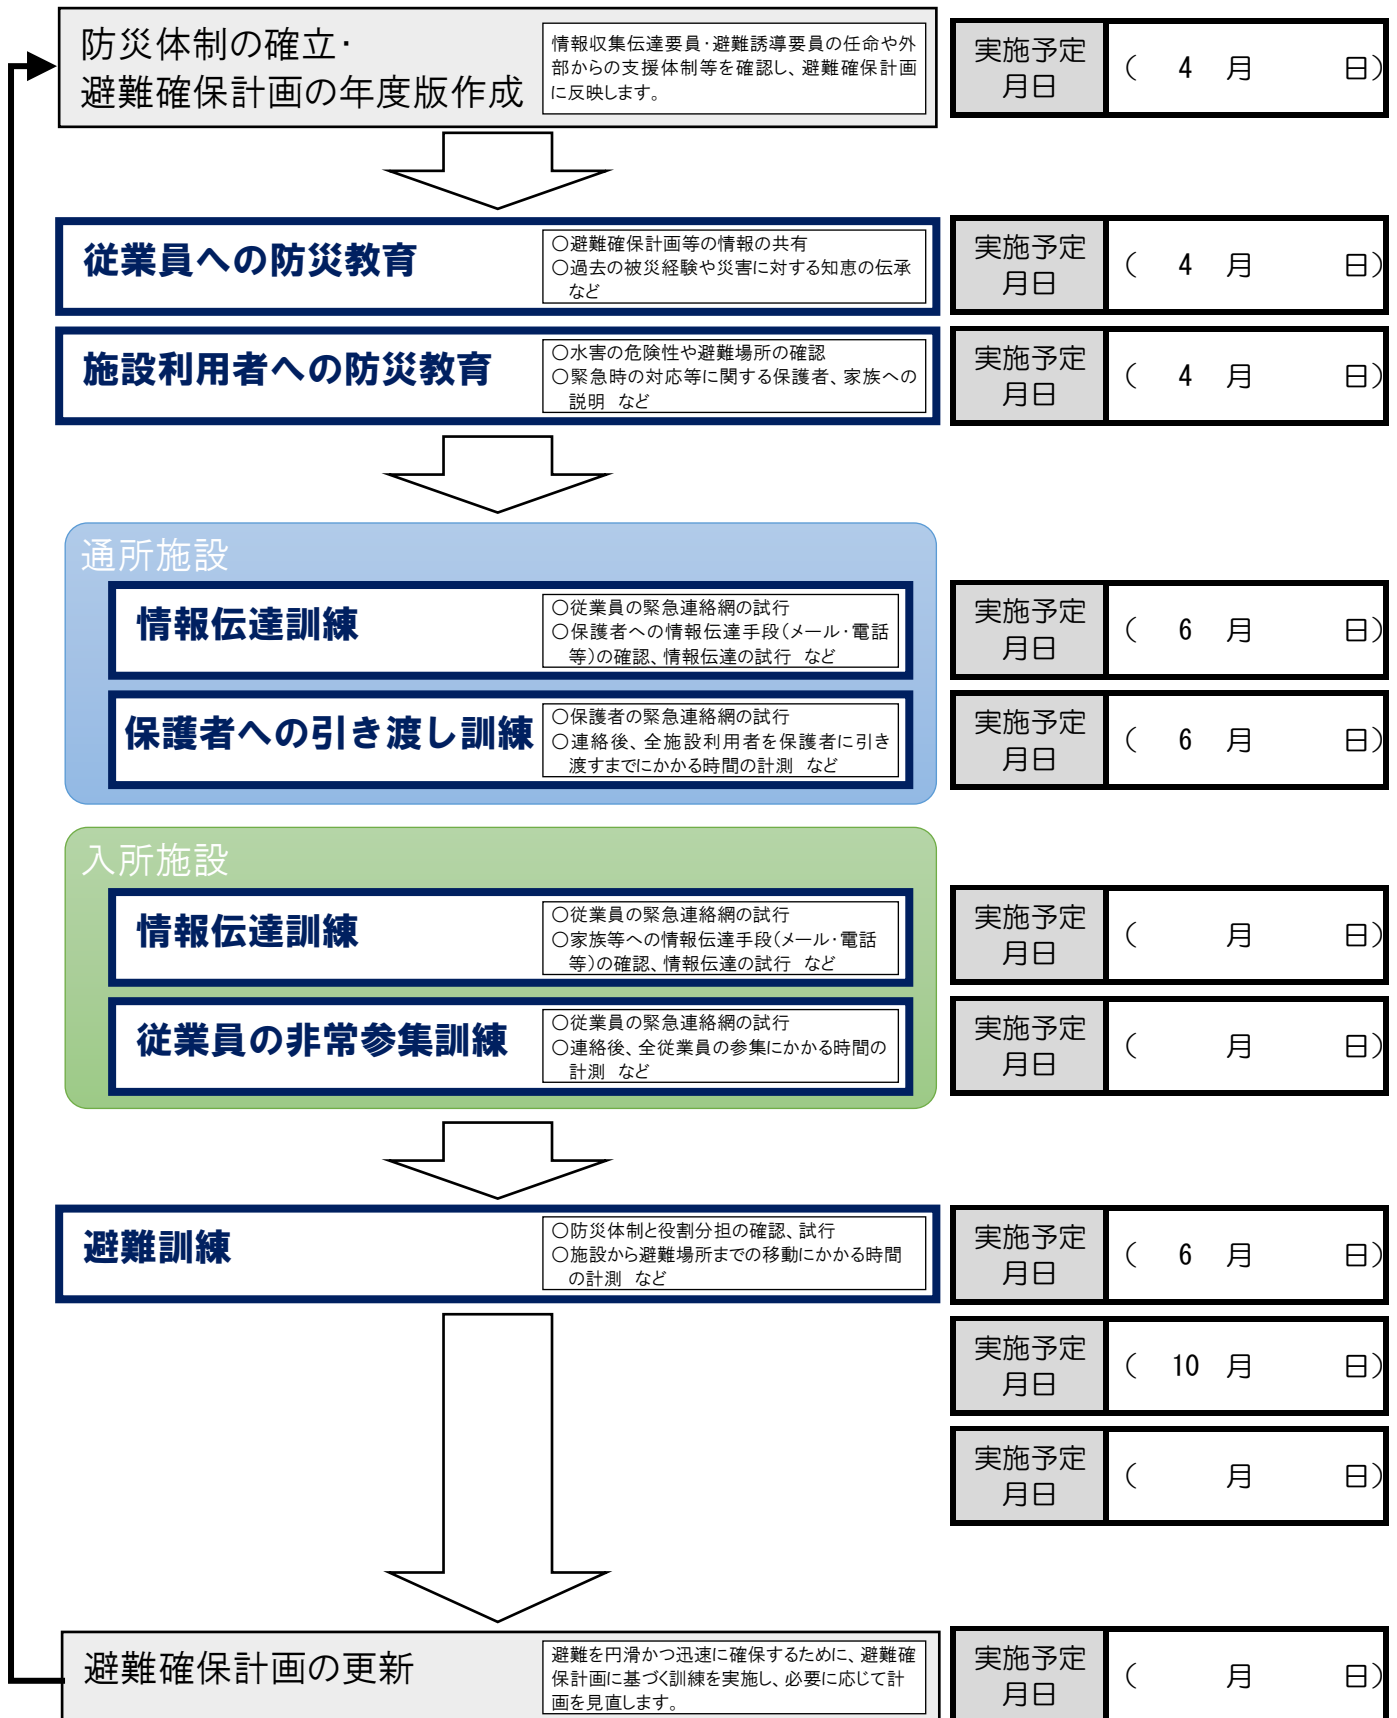 防災体制の確立・
避難確保計画の年度版作成
情報収集伝達要員・避難誘導要員の任命や外
部からの支援体制等を確認し、避難確保計画
に反映します。
実施予定
月日
（　4　月　　日）
従業員への防災教育
○避難確保計画等の情報の共有
○過去の被災経験や災害に対する知恵の伝承
など
実施予定
月日
（　4　月　　日）
施設利用者への防災教育
○水害の危険性や避難場所の確認
○緊急時の対応等に関する保護者、家族への
説明　など
実施予定
月日
（　4　月　　日）
通所施設
情報伝達訓練
○従業員の緊急連絡網の試行
○保護者への情報伝達手段（メール・電話
等）の確認、情報伝達の試行　など
実施予定
月日
（　6　月　　日）
保護者への引き渡し訓練
○保護者の緊急連絡網の試行
○連絡後、全施設利用者を保護者に引き
渡すまでにかかる時間の計測　など
実施予定
月日
（　6　月　　日）
入所施設
情報伝達訓練
○従業員の緊急連絡網の試行
○家族等への情報伝達手段（メール・電話
等）の確認、情報伝達の試行　など
実施予定
月日
（　　月　　日）
従業員の非常参集訓練
○従業員の緊急連絡網の試行
○連絡後、全従業員の参集にかかる時間の
計測　など
実施予定
月日
（　　月　　日）
避難訓練
○防災体制と役割分担の確認、試行
○施設から避難場所までの移動にかかる時間
の計測　など
実施予定
月日
（　6　月　　日）
実施予定
月日
（　10　月　　日）
実施予定
月日
（　　月　　日）
避難確保計画の更新
避難を円滑かつ迅速に確保するために、避難確
保計画に基づく訓練を実施し、必要に応じて計
画を見直します。
実施予定
月日
（　　月　　日）